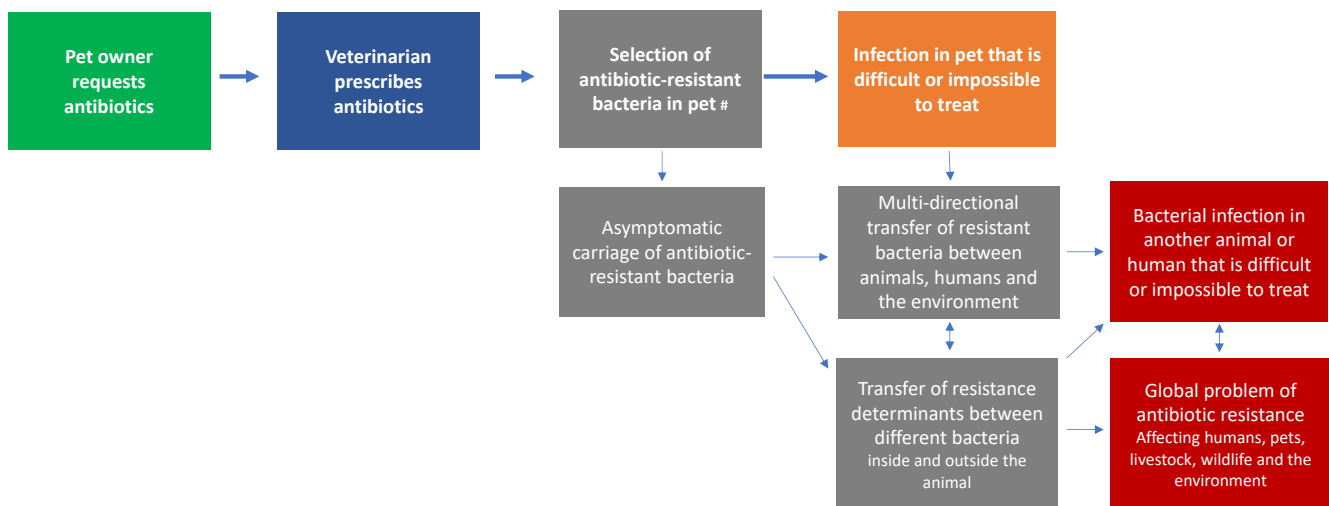 Pet owner
requests
antibiotics
Veterinarian
prescribes
antibiotics
Selection of
antibiotic-resistant
bacteria in pet #
Infection in pet that is
difficult or impossible
to treat
Asymptomatic
carriage of antibiotic-
resistant bacteria
Multi-directional
transfer of resistant
bacteria between
animals, humans and
the environment
Bacterial infection in
another animal or
human that is difficult
or impossible to treat
Transfer of resistance
determinants between
different bacteria
inside and outside the
animal
Global problem of
antibiotic resistance
Affecting humans, pets,
livestock, wildlife and the
environment